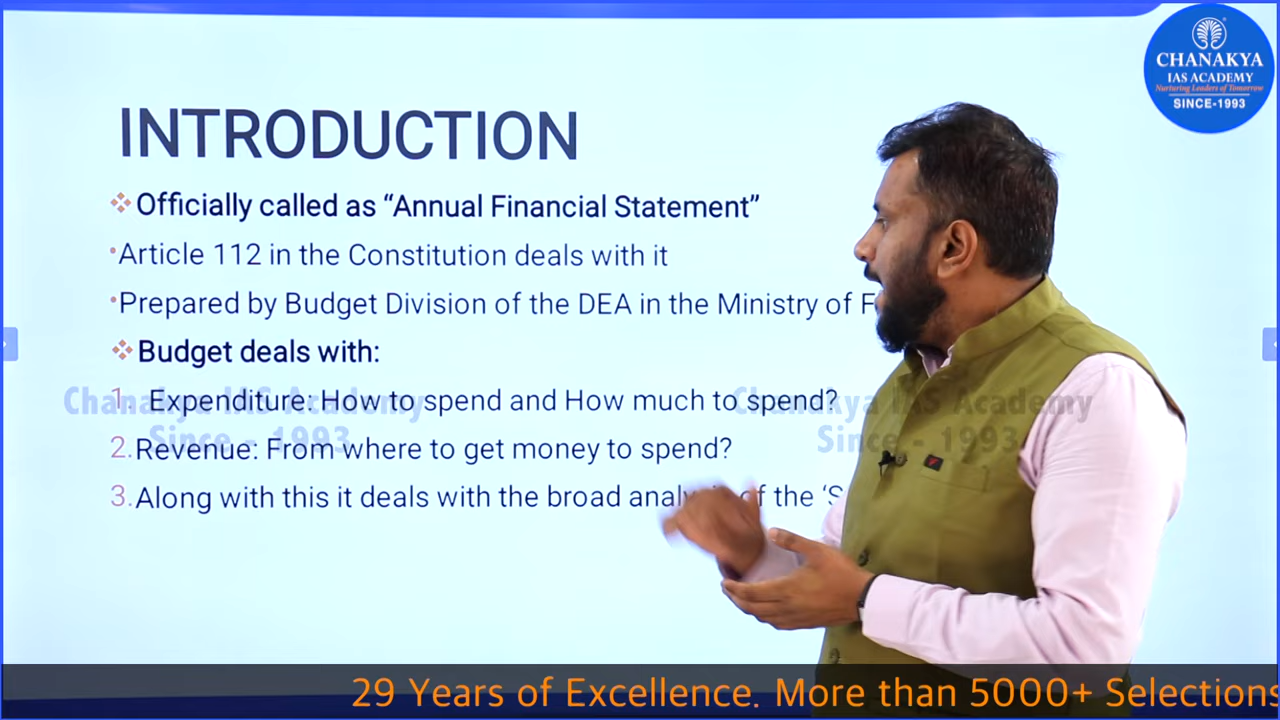 CHANAKYA
IAS ACADEMY
Nurturing Leaders of Tomorrow
SINCE-1993
INTRODUCTION
Officially called as “Annual Financial Statement”
Article 112 in the Constitution deals with it
Prepared by Budget Division of the DEA in the Ministry of
Budget deals with:
1. Expenditure: How to spend and How much to spend?
2. Revenue: From where to get money to spend?
3. Along with this it deals with the broad analysis of the ‘S
Chanakya IAS Academy
Since - 1993
Chanakya IAS Academy
Since - 1993
29 Years of Excellence. More than 5000+ Selections